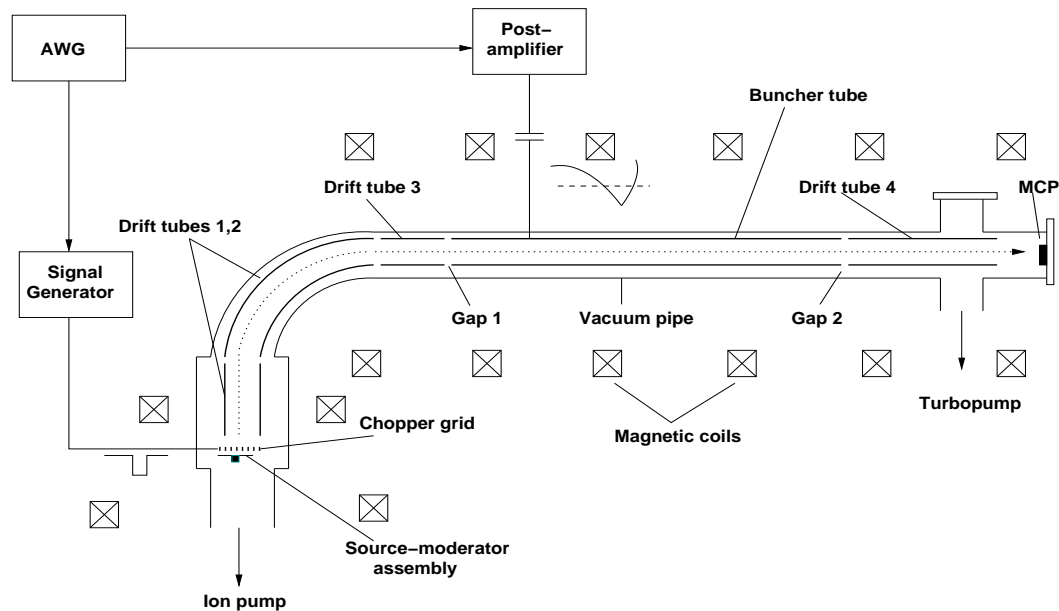 AWG
Post–
amplifier
Buncher tube
Drift tube 3
Drift tube 4
MCP
Drift tubes 1,2
Signal
Generator
Gap 1
Vacuum pipe
Gap 2
Turbopump
Chopper grid
Magnetic coils
Source–moderator
assembly
Ion pump